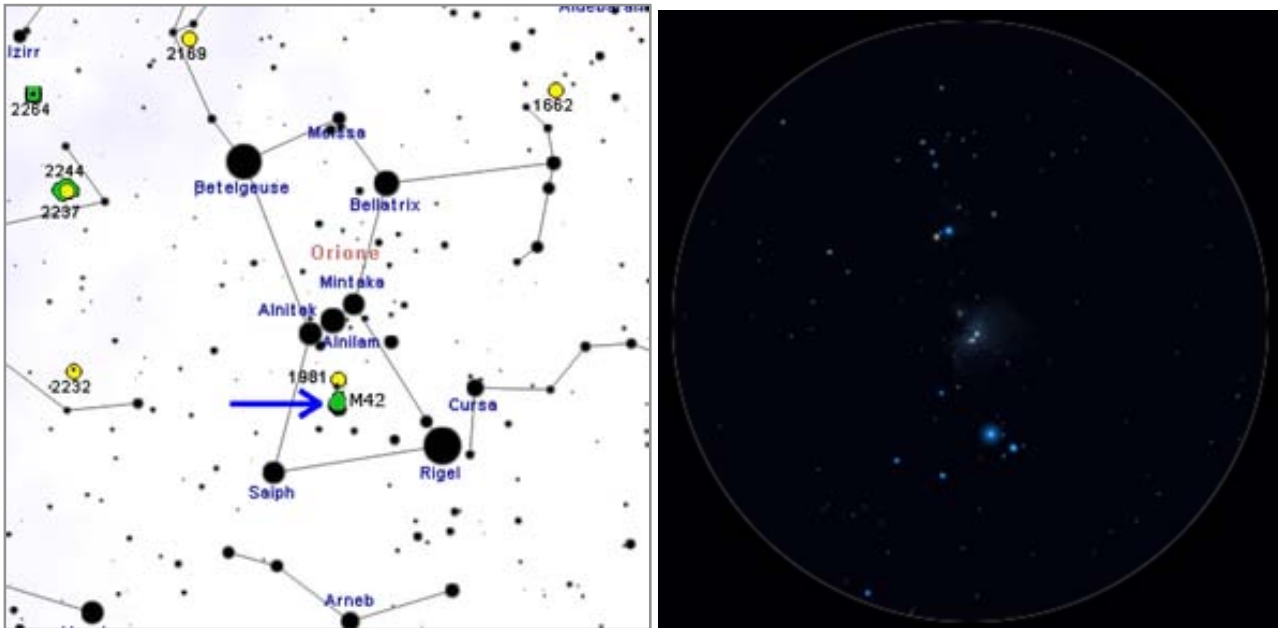 Aldebaran
Izirr
2169
2264
1662
Meissa
2244
Betelgeuse
2237
Bellatrix
Orione
Mintaka
Alnitak
Alnilam
1981
M42
2232
Cursa
Rigel
Saiph
Arneb